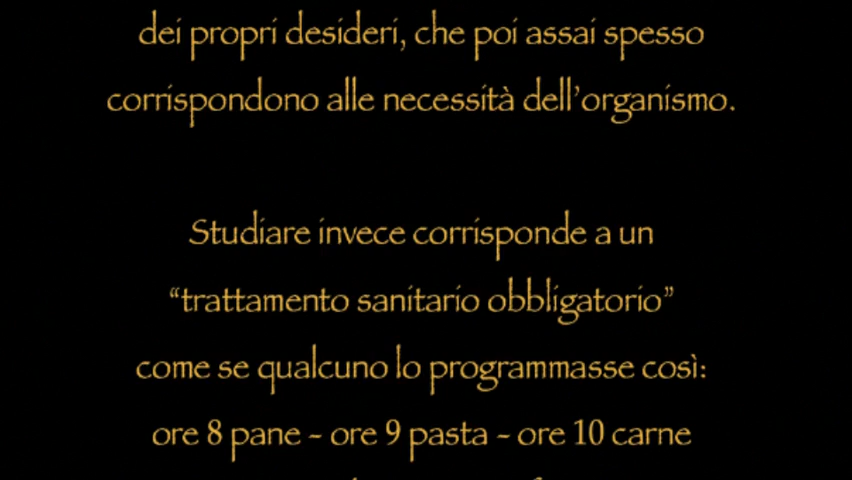 dei propri desideri, che poi assai spesso
corrispondono alle necessità dell’organismo.
Studiare invece corrisponde a un
“trattamento sanitario obbligatorio”
come se qualcuno lo programmasse così:
ore 8 pane - ore 9 pasta - ore 10 carne